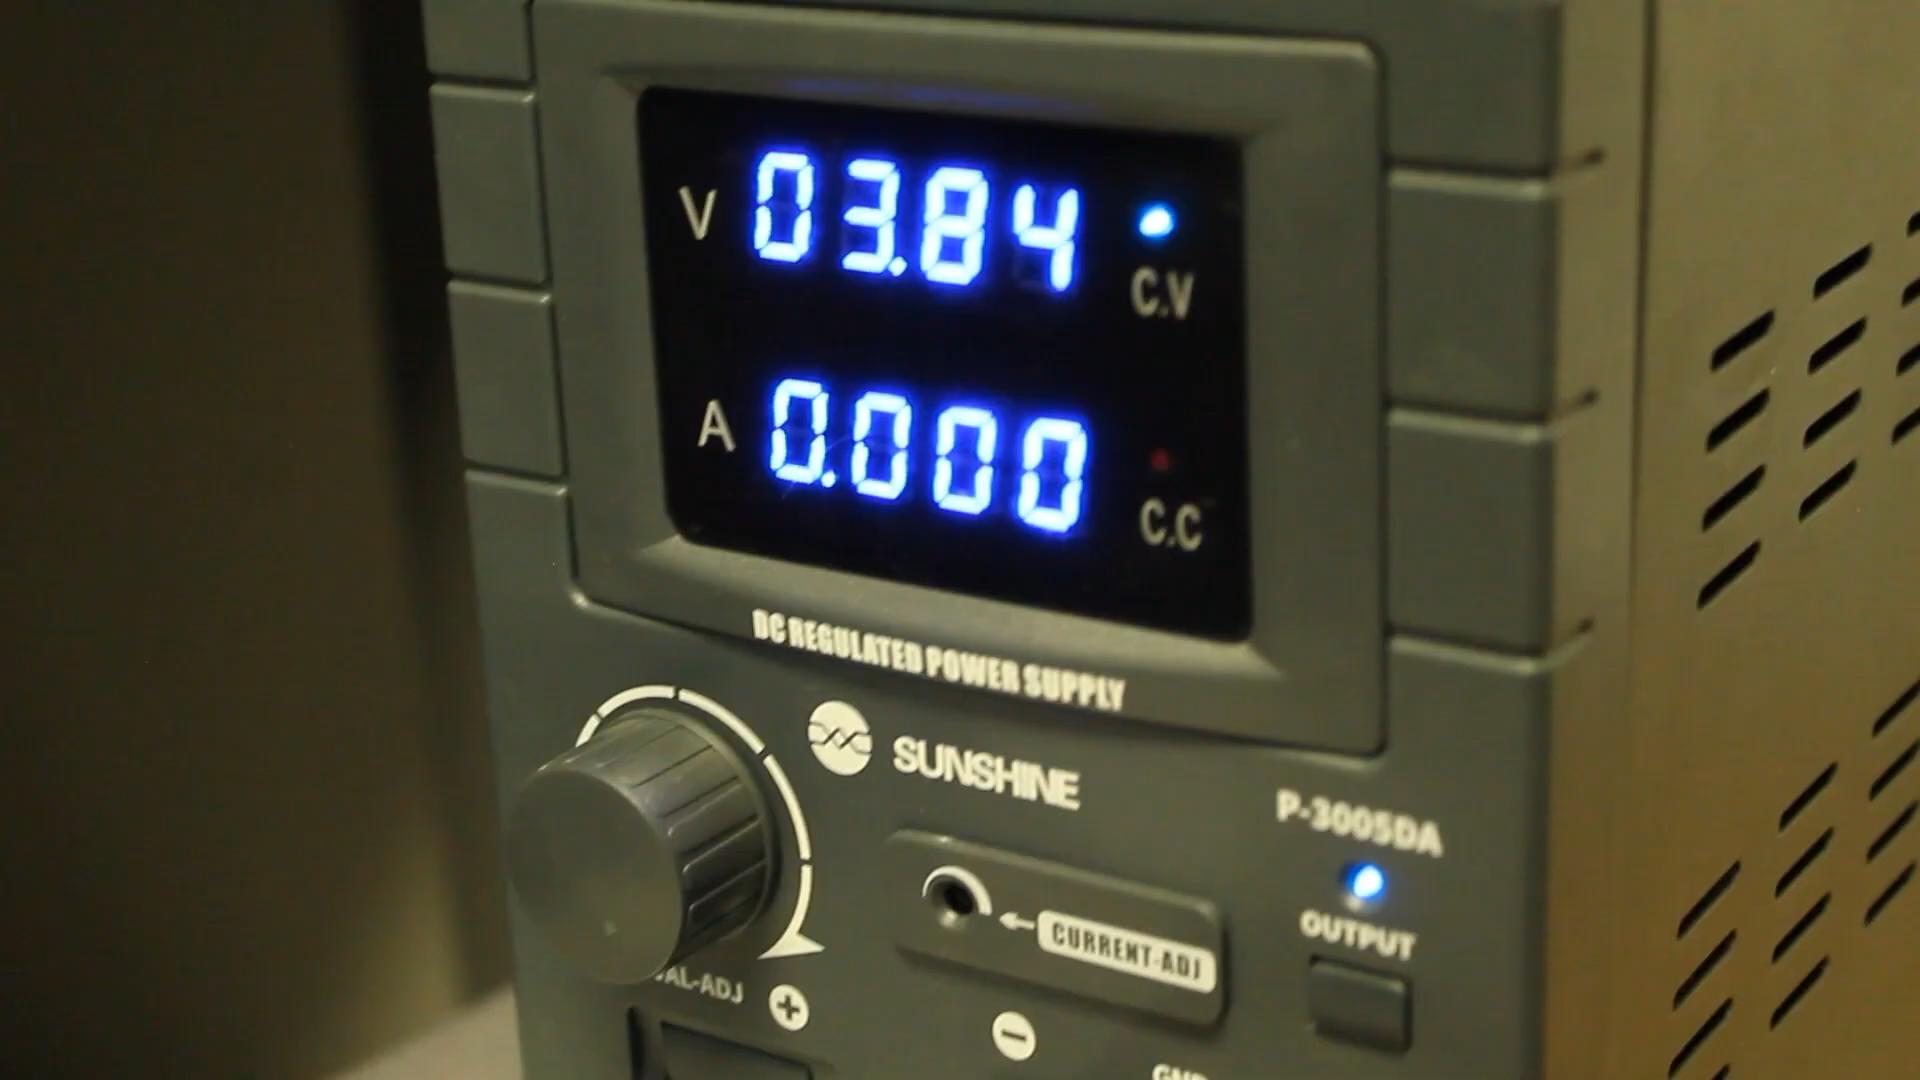 V 03.84
C.V
A 0.000
C.C
DC REGULATED POWER SUPPLY
SUNSHINE
P-3005DA
CURRENT-ADJ
OUTPUT
+
−